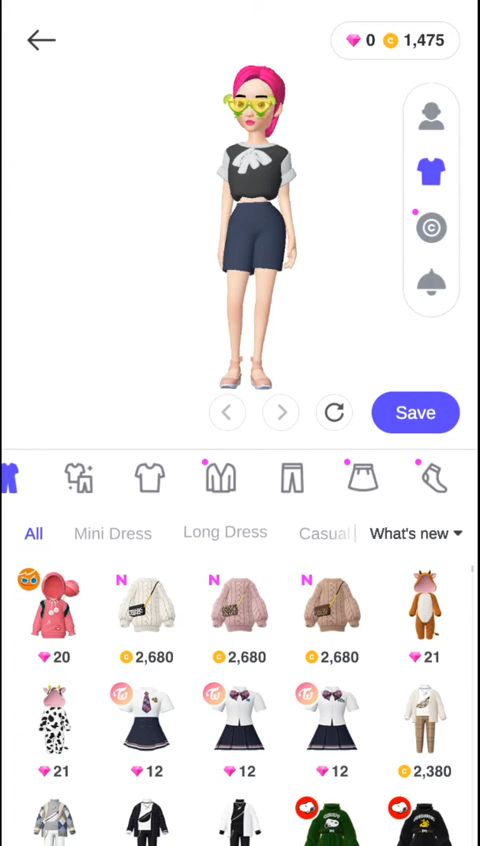 0 C 1,475
C
Save
All Mini Dress Long Dress Casual What's new
N N N
20 C 2,680 C 2,680 C 2,680 21
21 12 12 12 C 2,380